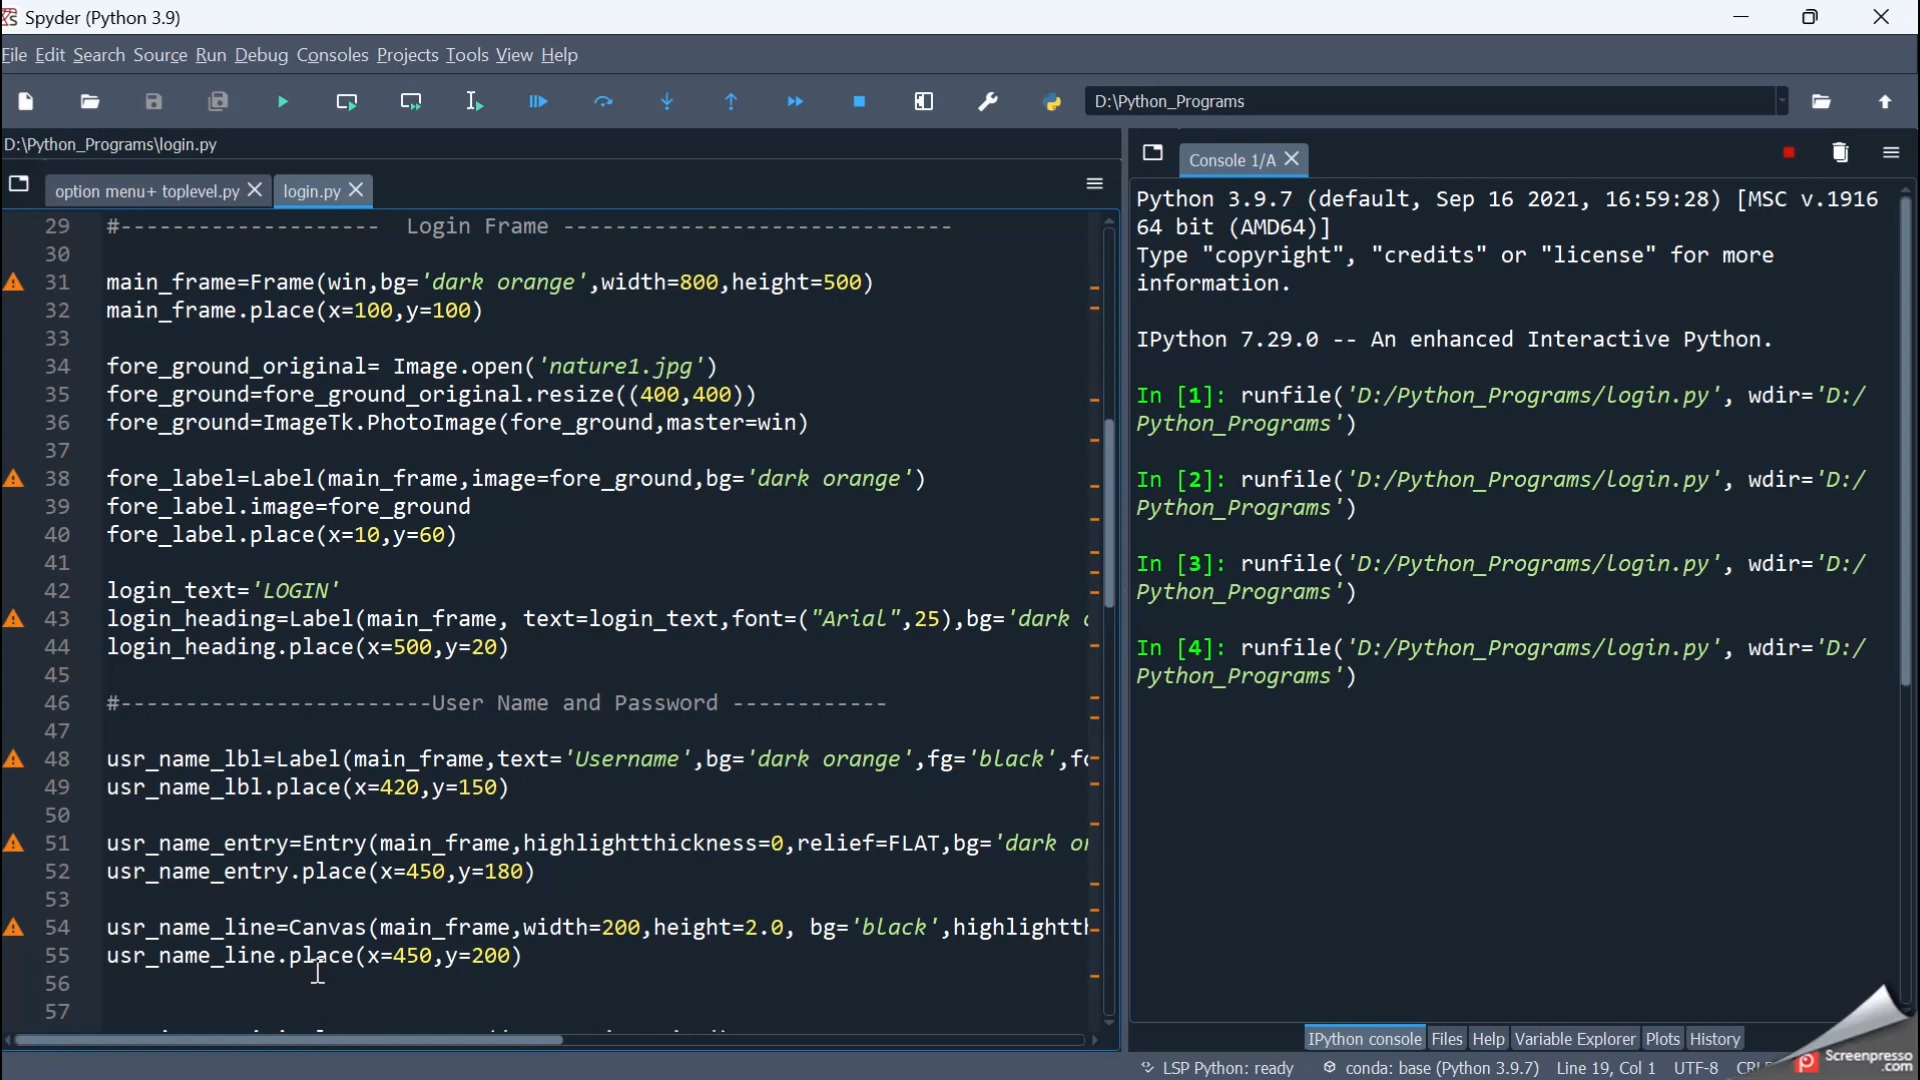 Spyder (Python 3.9)
File Edit Search Source Run Debug Consoles Projects Tools View Help
D:\Python_Programs
D:\Python_Programs\login.py
option menu+ toplevel.py
login.py
29 #-------------------- Login Frame ------------------------------
30
31 main_frame=Frame(win,bg='dark orange',width=800,height=500)
32 main_frame.place(x=100,y=100)
33
34 fore_ground_original= Image.open('nature1.jpg')
35 fore_ground=fore_ground_original.resize((400,400))
36 fore_ground=ImageTk.PhotoImage(fore_ground,master=win)
37
38 fore_label=Label(main_frame,image=fore_ground,bg='dark orange')
39 fore_label.image=fore_ground
40 fore_label.place(x=10,y=60)
41
42 login_text='LOGIN'
43 login_heading=Label(main_frame, text=login_text,font=("Arial",25),bg='dark
44 login_heading.place(x=500,y=20)
45
46 #------------------------User Name and Password ------------
47
48 usr_name_lbl=Label(main_frame,text='Username',bg='dark orange',fg='black',
49 usr_name_lbl.place(x=420,y=150)
50
51 usr_name_entry=Entry(main_frame,highlightthickness=0,relief=FLAT,bg='dark
52 usr_name_entry.place(x=450,y=180)
53
54 usr_name_line=Canvas(main_frame,width=200,height=2.0, bg='black',highlightth
55 usr_name_line.place(x=450,y=200)
56
57
Console 1/A
Python 3.9.7 (default, Sep 16 2021, 16:59:28) [MSC v.1916
64 bit (AMD64)]
Type "copyright", "credits" or "license" for more
information.
IPython 7.29.0 -- An enhanced Interactive Python.
In [1]: runfile('D:/Python_Programs/login.py', wdir='D:/
Python_Programs')
In [2]: runfile('D:/Python_Programs/login.py', wdir='D:/
Python_Programs')
In [3]: runfile('D:/Python_Programs/login.py', wdir='D:/
Python_Programs')
In [4]: runfile('D:/Python_Programs/login.py', wdir='D:/
Python_Programs')
IPython console Files Help Variable Explorer Plots History
LSP Python: ready conda: base (Python 3.9.7) Line 19, Col 1 UTF-8
Screenpresso
.com